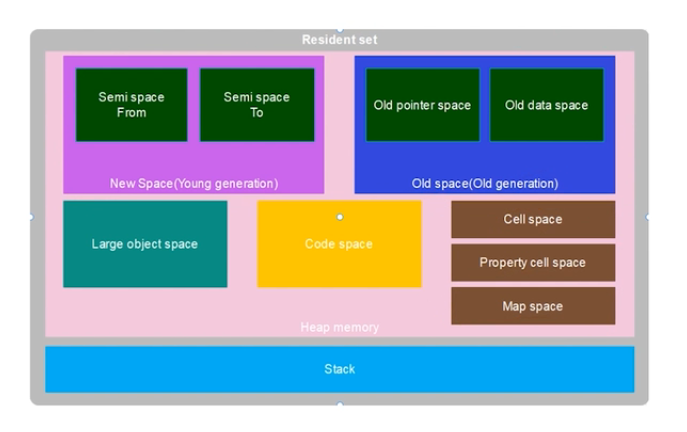 Resident set
Semi space
From
Semi space
To
Old pointer space
Old data space
New Space(Young generation)
Old space(Old generation)
Large object space
Code space
Cell space
Property cell space
Map space
Heap memory
Stack